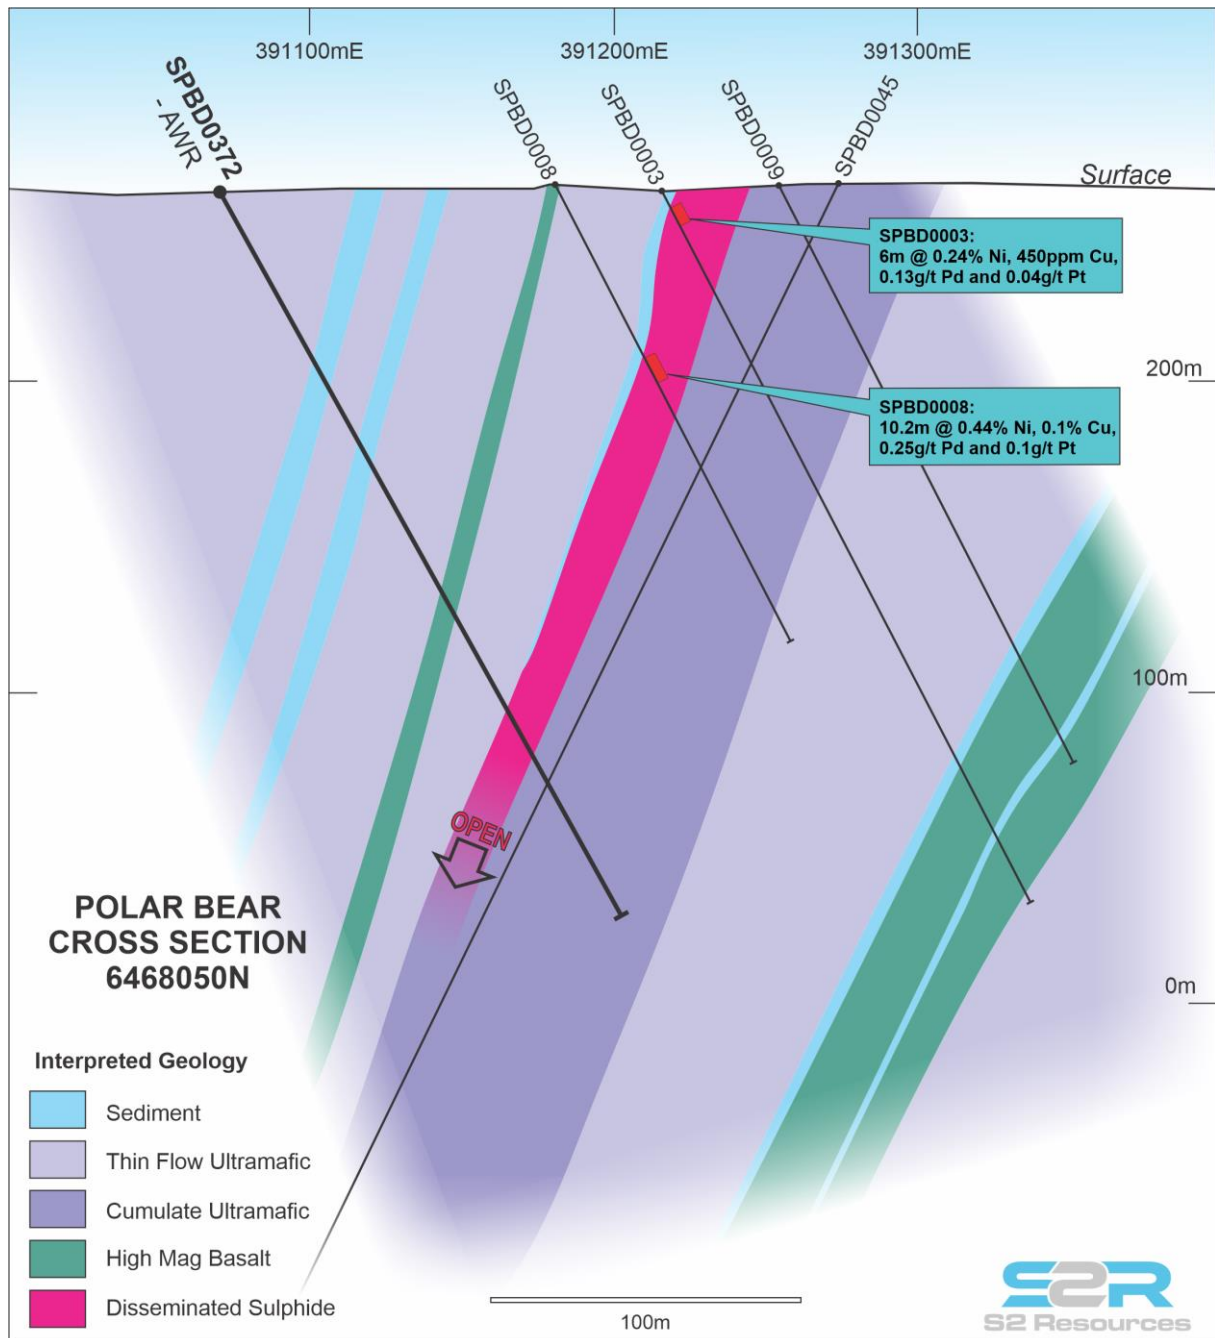 391100mE
391200mE
391300mE
SPBD0372
- AWR
SPBD0008
SPBD0003
SPBD0009
SPBD0045
Surface
SPBD0003:
6m @ 0.24% Ni, 450ppm Cu,
0.13g/t Pd and 0.04g/t Pt
200m
SPBD0008:
10.2m @ 0.44% Ni, 0.1% Cu,
0.25g/t Pd and 0.1g/t Pt
100m
OPEN
POLAR BEAR
CROSS SECTION
6468050N
0m
Interpreted Geology
Sediment
Thin Flow Ultramafic
Cumulate Ultramafic
High Mag Basalt
Disseminated Sulphide
100m
S2R
S2 Resources